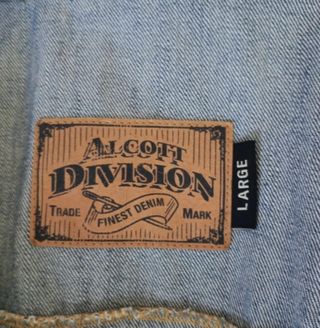 ALCOTT
DIVISION
TRADE MARK
FINEST DENIM
LARGE